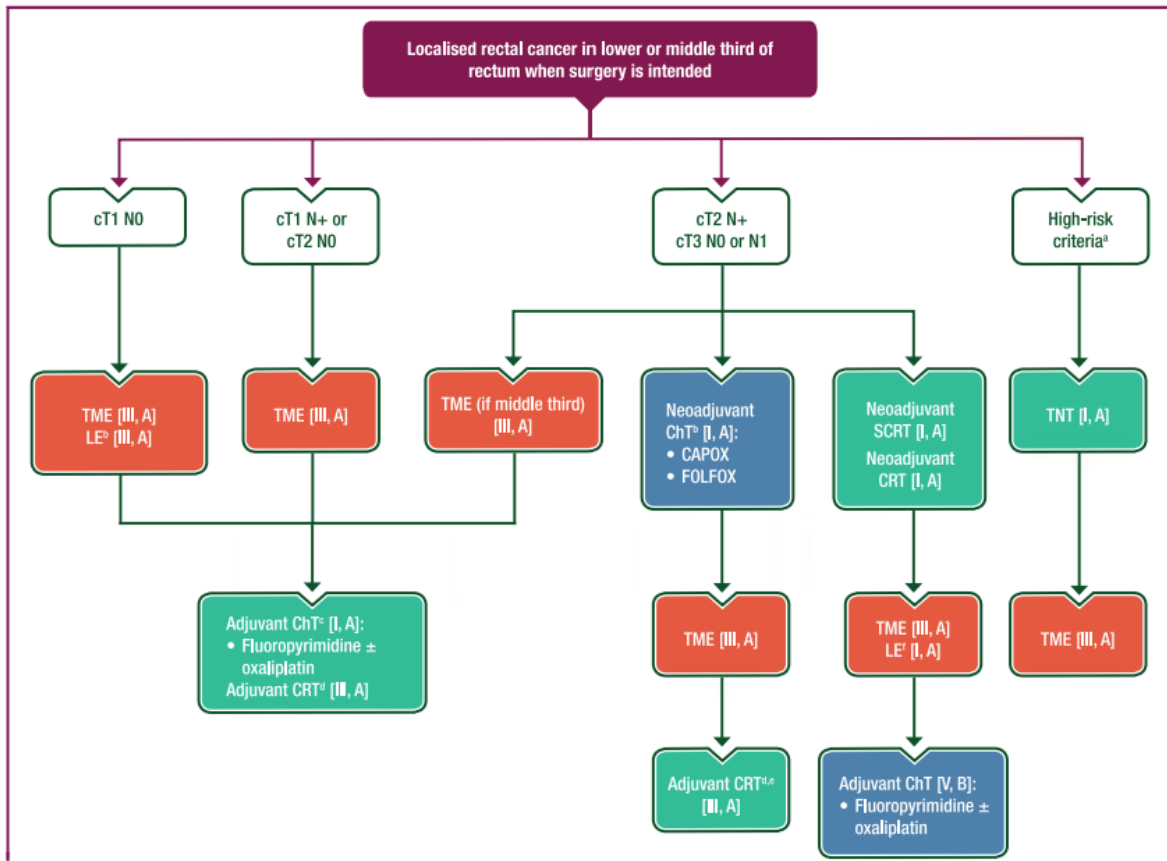 Localised rectal cancer in lower or middle third of
rectum when surgery is intended
cT1 N0
cT1 N+ or
cT2 N0
cT2 N+
cT3 N0 or N1
High-risk
criteriaᵃ
TME [III, A]
LEᵇ [III, A]
TME [III, A]
TME (if middle third)
[III, A]
Neoadjuvant
ChTᵇ [I, A]:
• CAPOX
• FOLFOX
Neoadjuvant
SCRT [I, A]
Neoadjuvant
CRT [I, A]
TNT [I, A]
Adjuvant ChTᶜ [I, A]:
• Fluoropyrimidine ±
oxaliplatin
Adjuvant CRTᵈ [III, A]
TME [III, A]
TME [III, A]
LEᶠ [I, A]
TME [III, A]
Adjuvant CRTᵈ,ᵉ
[III, A]
Adjuvant ChT [V, B]:
• Fluoropyrimidine ±
oxaliplatin